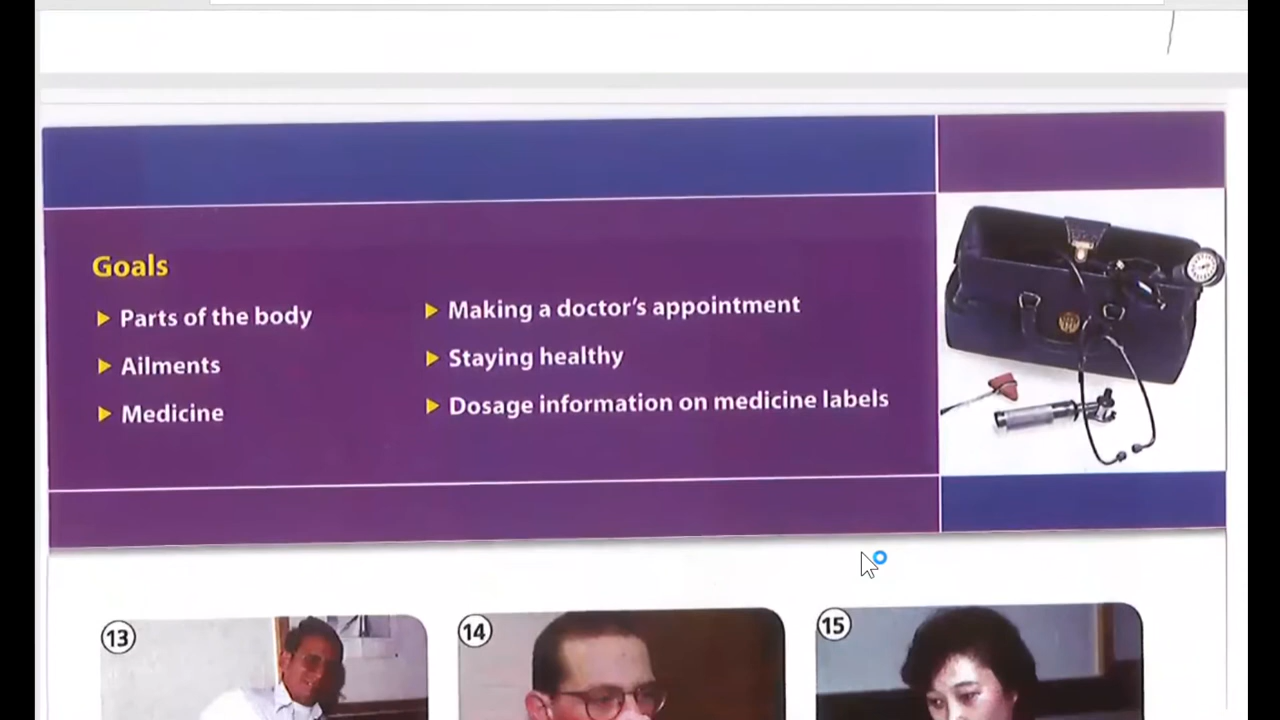 Goals
Parts of the body
Ailments
Medicine
Making a doctor's appointment
Staying healthy
Dosage information on medicine labels
13
14
15